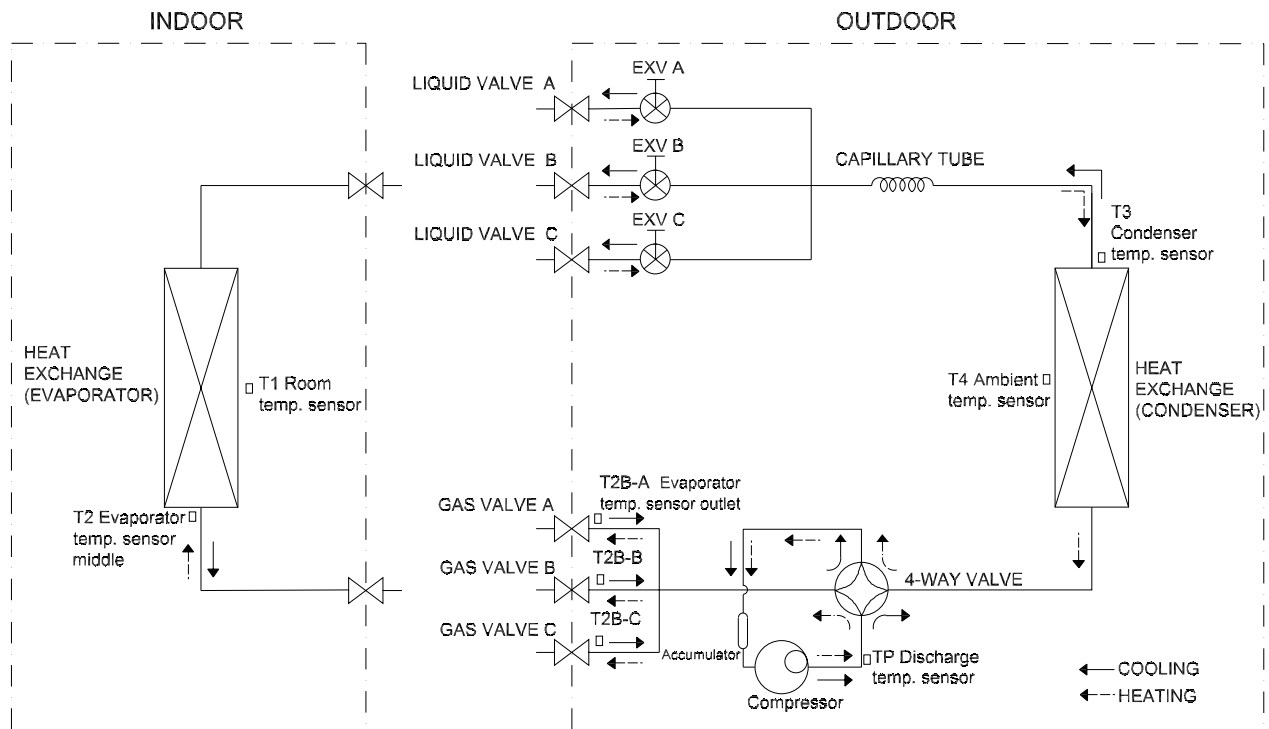 INDOOR
OUTDOOR
LIQUID VALVE A
EXV A
LIQUID VALVE B
EXV B
CAPILLARY TUBE
LIQUID VALVE C
EXV C
T3
Condenser
temp. sensor
HEAT
EXCHANGE
(EVAPORATOR)
T1 Room
temp. sensor
T4 Ambient
temp. sensor
HEAT
EXCHANGE
(CONDENSER)
T2 Evaporator
temp. sensor
middle
GAS VALVE A
T2B-A Evaporator
temp. sensor outlet
GAS VALVE B
T2B-B
4-WAY VALVE
GAS VALVE C
T2B-C
Accumulator
Compressor
TP Discharge
temp. sensor
COOLING
HEATING